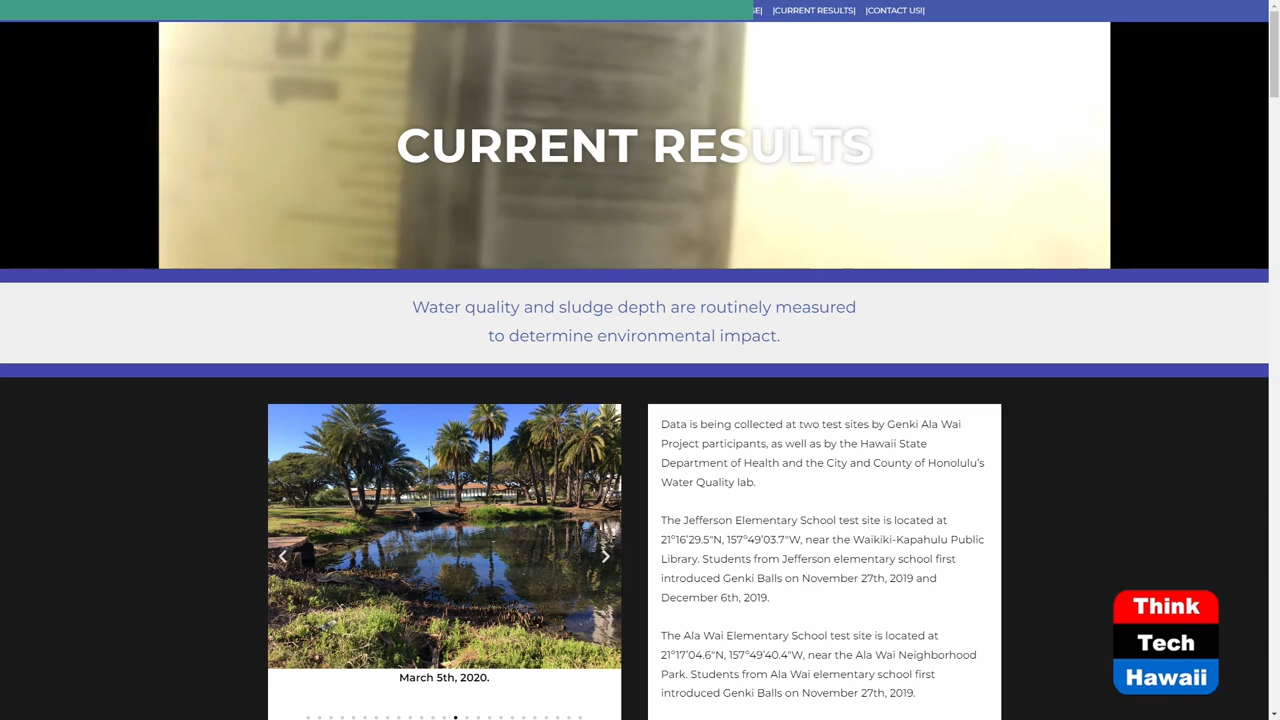 |CURRENT RESULTS| |CONTACT US!|
15
CURRENT RESULTS
Water quality and sludge depth are routinely measured
to determine environmental impact.
Data is being collected at two test sites by Genki Ala Wai
Project participants, as well as by the Hawaii State
Department of Health and the City and County of Honolulu's
Water Quality lab.
The Jefferson Elementary School test site is located at
21°16'29.5"N, 157°49'03.7"W, near the Waikiki-Kapahulu Public
Library. Students from Jefferson elementary school first
introduced Genki Balls on November 27th, 2019 and
December 6th, 2019.
The Ala Wai Elementary School test site is located at
21°17'04.6"N, 157°49'40.4"W, near the Ala Wai Neighborhood
Park. Students from Ala Wai elementary school first
introduced Genki Balls on November 27th, 2019.
March 5th, 2020.
Think
Tech
Hawaii